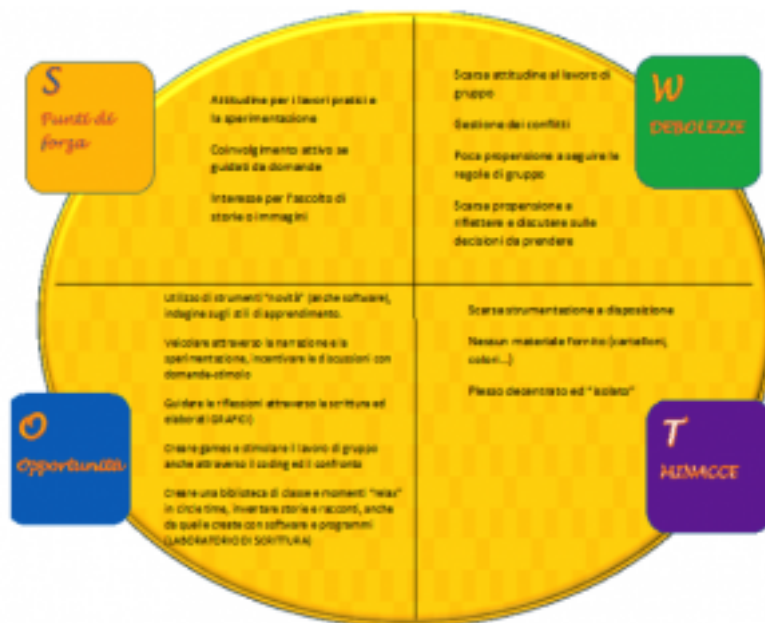 S
Punti di
forza
Attitudine per i lavori pratici e
la sperimentazione
Coinvolgimento attivo se
guidati da domande
Interesse per l'ascolto di
storie o immagini
W
DEBOLEZZE
Scarsa attitudine al lavoro di
gruppo
Gestione dei conflitti
Poca propensione a seguire le
regole di gruppo
Scarsa propensione a
riflettere e discutere sulle
decisioni da prendere
O
Opportunità
Utilizzo di strumenti "novità" (anche software),
indagine sugli stili di apprendimento.
Veicolare attraverso la narrazione e la
sperimentazione, incentivare le discussioni con
domande-stimolo
Guidare le riflessioni attraverso la scrittura ed
elaborati GRAFICI)
Creare games e stimolare il lavoro di gruppo
anche attraverso il coding ed il confronto
Creare una biblioteca di classe e momenti "relax"
in circle time, inventare storie e racconti, anche
da quelle create con software e programmi
(LABORATORIO DI SCRITTURA)
T
MINACCE
Scarsa strumentazione a disposizione
Nessun materiale fornito (cartelloni,
colori...)
Plesso decentrato ed "isolato"